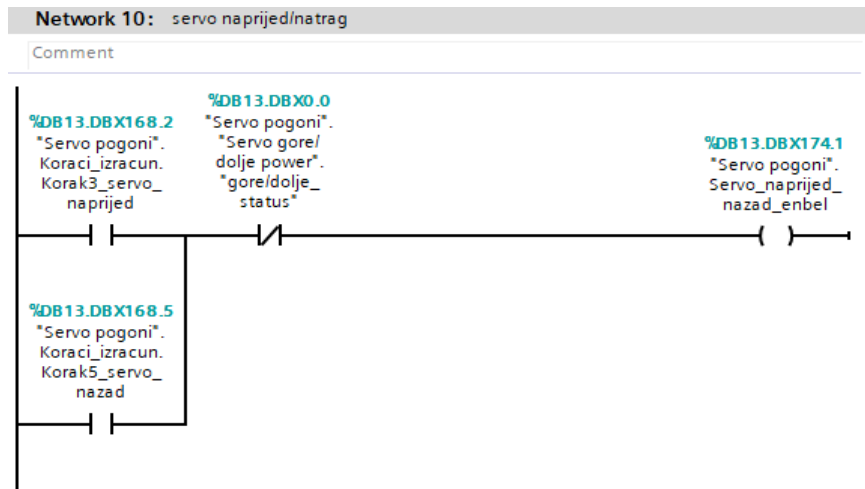 Network 10: servo naprijed/natrag
Comment
%DB13.DBX168.2
"Servo pogoni".
Koraci_izracun.
Korak3_servo_
naprijed
%DB13.DBX0.0
"Servo pogoni".
"Servo gore/
dolje power".
"gore/dolje_
status"
%DB13.DBX174.1
"Servo pogoni".
Servo_naprijed_
nazad_enbel
%DB13.DBX168.5
"Servo pogoni".
Koraci_izracun.
Korak5_servo_
nazad